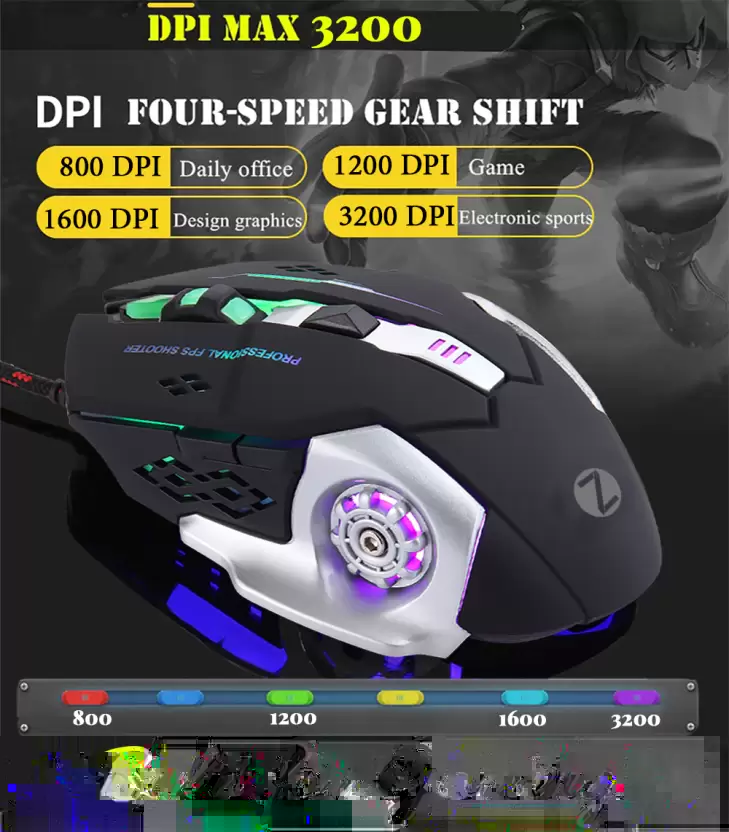 DPI MAX 3200
DPI FOUR-SPEED GEAR SHIFT
800 DPI Daily office
1200 DPI Game
1600 DPI Design graphics
3200 DPI Electronic sports
PROFESSIONAL FPS SHOOTER
Z
800 1200 1600 3200